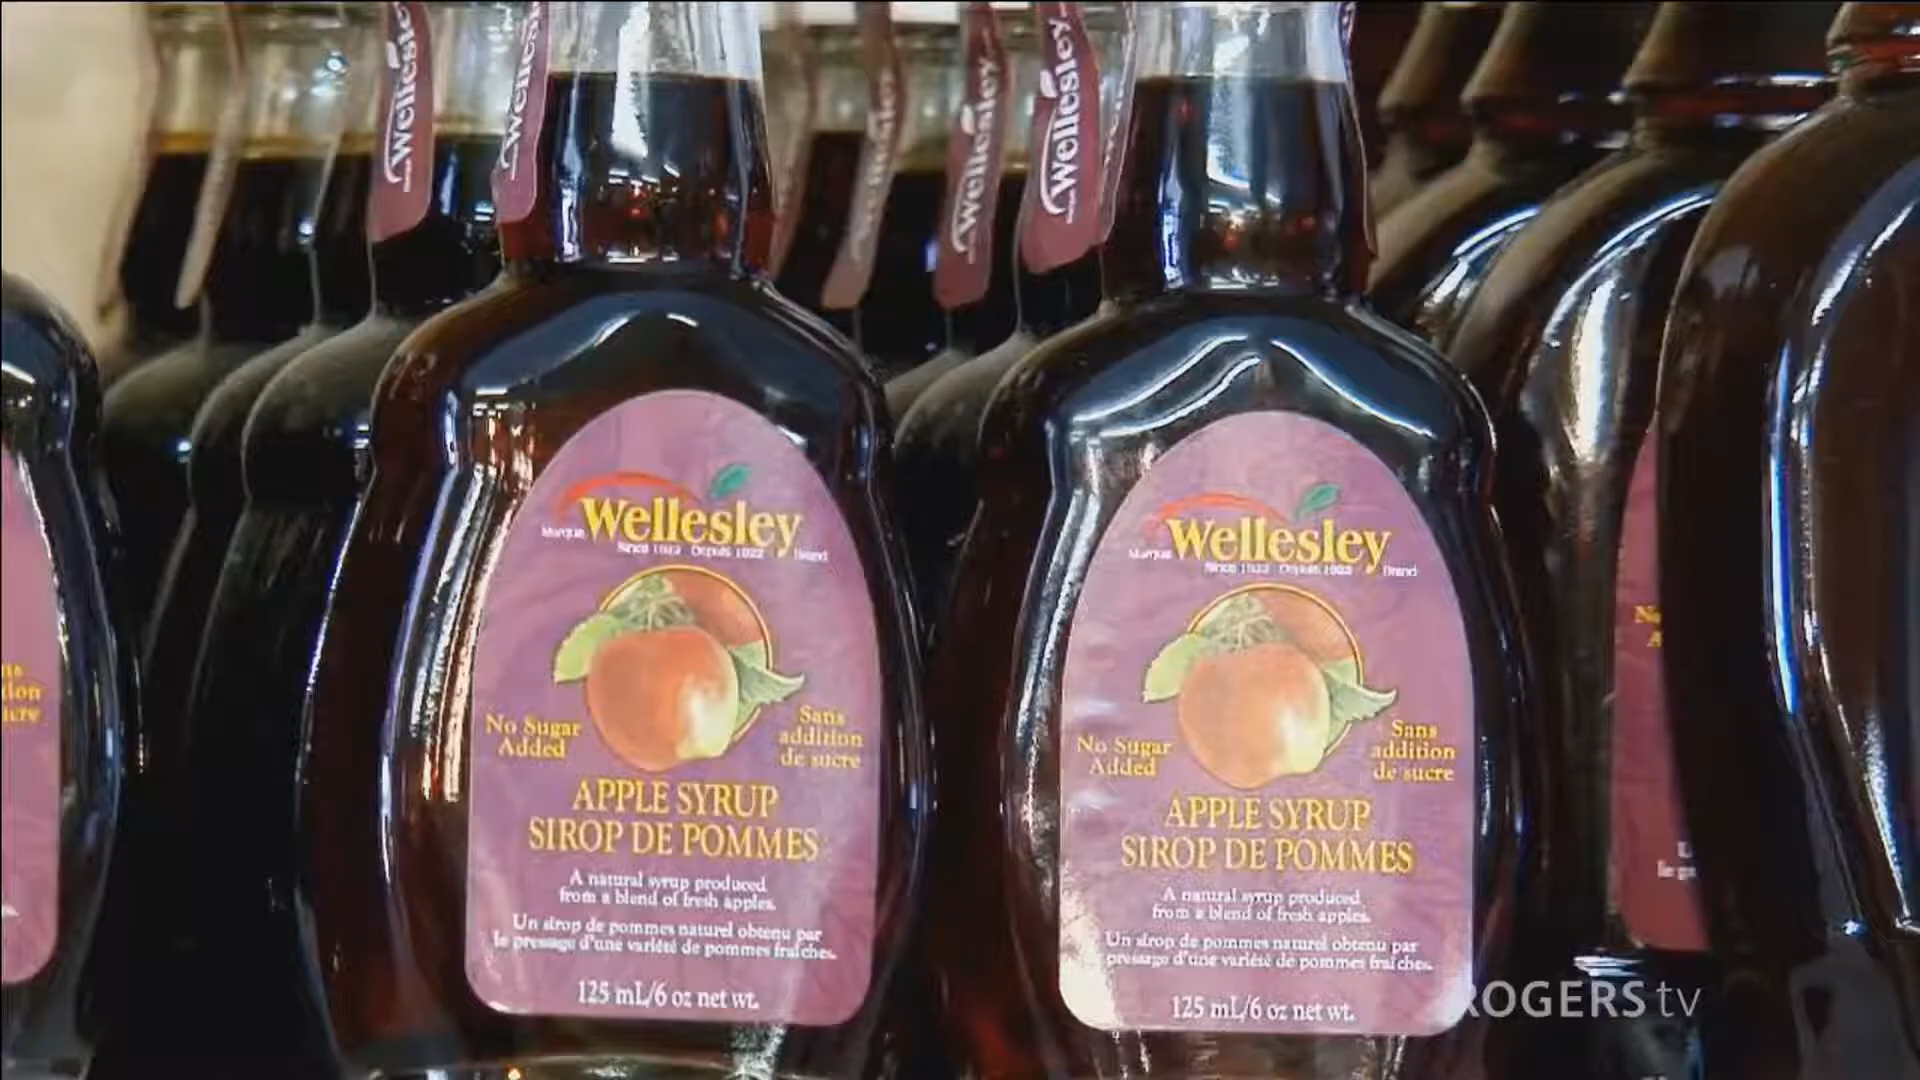 Wellesley
Wellesley
Wellesley
Wellesley
Wellesley
Marque Wellesley Brand
Since 1922 Depuis 1922
No Sugar
Added
Sans
addition
de sucre
APPLE SYRUP
SIROP DE POMMES
A natural syrup produced
from a blend of fresh apples.
Un sirop de pommes naturel obtenu par
le pressage d'une variété de pommes fraîches.
125 mL/6 oz net wt.
Marque Wellesley Brand
Since 1922 Depuis 1922
No Sugar
Added
Sans
addition
de sucre
APPLE SYRUP
SIROP DE POMMES
A natural syrup produced
from a blend of fresh apples.
Un sirop de pommes naturel obtenu par
pressage d'une variété de pommes fraîches.
125 mL/6 oz net wt.
ROGERS tv